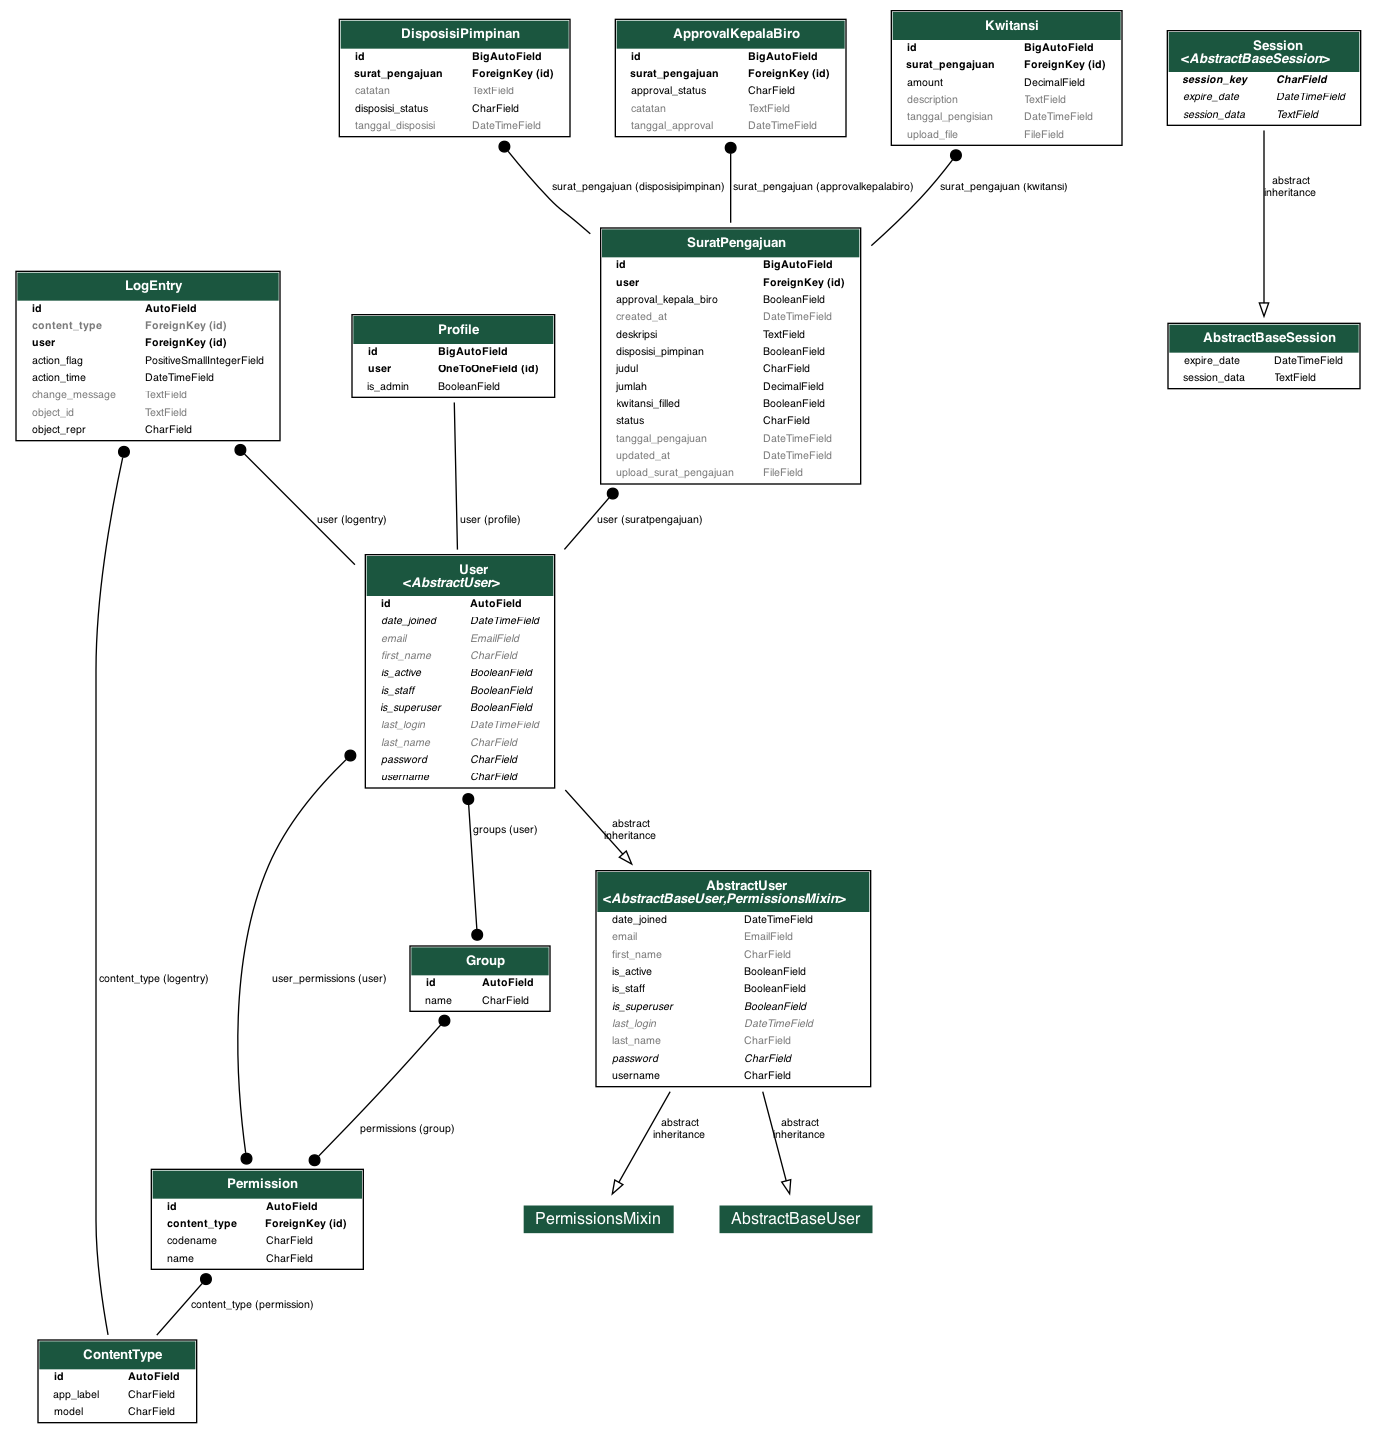 DisposisiPimpinan
id BigAutoField
surat_pengajuan ForeignKey (id)
catatan TextField
disposisi_status CharField
tanggal_disposisi DateTimeField
ApprovalKepalaBiro
id BigAutoField
surat_pengajuan ForeignKey (id)
approval_status CharField
catatan TextField
tanggal_approval DateTimeField
Kwitansi
id BigAutoField
surat_pengajuan ForeignKey (id)
amount DecimalField
description TextField
tanggal_pengisian DateTimeField
upload_file FileField
Session
<AbstractBaseSession>
session_key CharField
expire_date DateTimeField
session_data TextField
surat_pengajuan (disposisipimpinan)
surat_pengajuan (approvalkepalabiro)
surat_pengajuan (kwitansi)
abstract
inheritance
SuratPengajuan
id BigAutoField
user ForeignKey (id)
approval_kepala_biro BooleanField
created_at DateTimeField
deskripsi TextField
disposisi_pimpinan BooleanField
judul CharField
jumlah DecimalField
kwitansi_filled BooleanField
status CharField
tanggal_pengajuan DateTimeField
updated_at DateTimeField
upload_surat_pengajuan FileField
LogEntry
id AutoField
content_type ForeignKey (id)
user ForeignKey (id)
action_flag PositiveSmallIntegerField
action_time DateTimeField
change_message TextField
object_id TextField
object_repr CharField
Profile
id BigAutoField
user OneToOneField (id)
is_admin BooleanField
AbstractBaseSession
expire_date DateTimeField
session_data TextField
user (logentry)
user (profile)
user (suratpengajuan)
User
<AbstractUser>
id AutoField
date_joined DateTimeField
email EmailField
first_name CharField
is_active BooleanField
is_staff BooleanField
is_superuser BooleanField
last_login DateTimeField
last_name CharField
password CharField
username CharField
groups (user)
abstract
inheritance
AbstractUser
<AbstractBaseUser,PermissionsMixin>
date_joined DateTimeField
email EmailField
first_name CharField
is_active BooleanField
is_staff BooleanField
is_superuser BooleanField
last_login DateTimeField
last_name CharField
password CharField
username CharField
content_type (logentry)
user_permissions (user)
Group
id AutoField
name CharField
permissions (group)
abstract
inheritance
abstract
inheritance
Permission
id AutoField
content_type ForeignKey (id)
codename CharField
name CharField
PermissionsMixin
AbstractBaseUser
content_type (permission)
ContentType
id AutoField
app_label CharField
model CharField